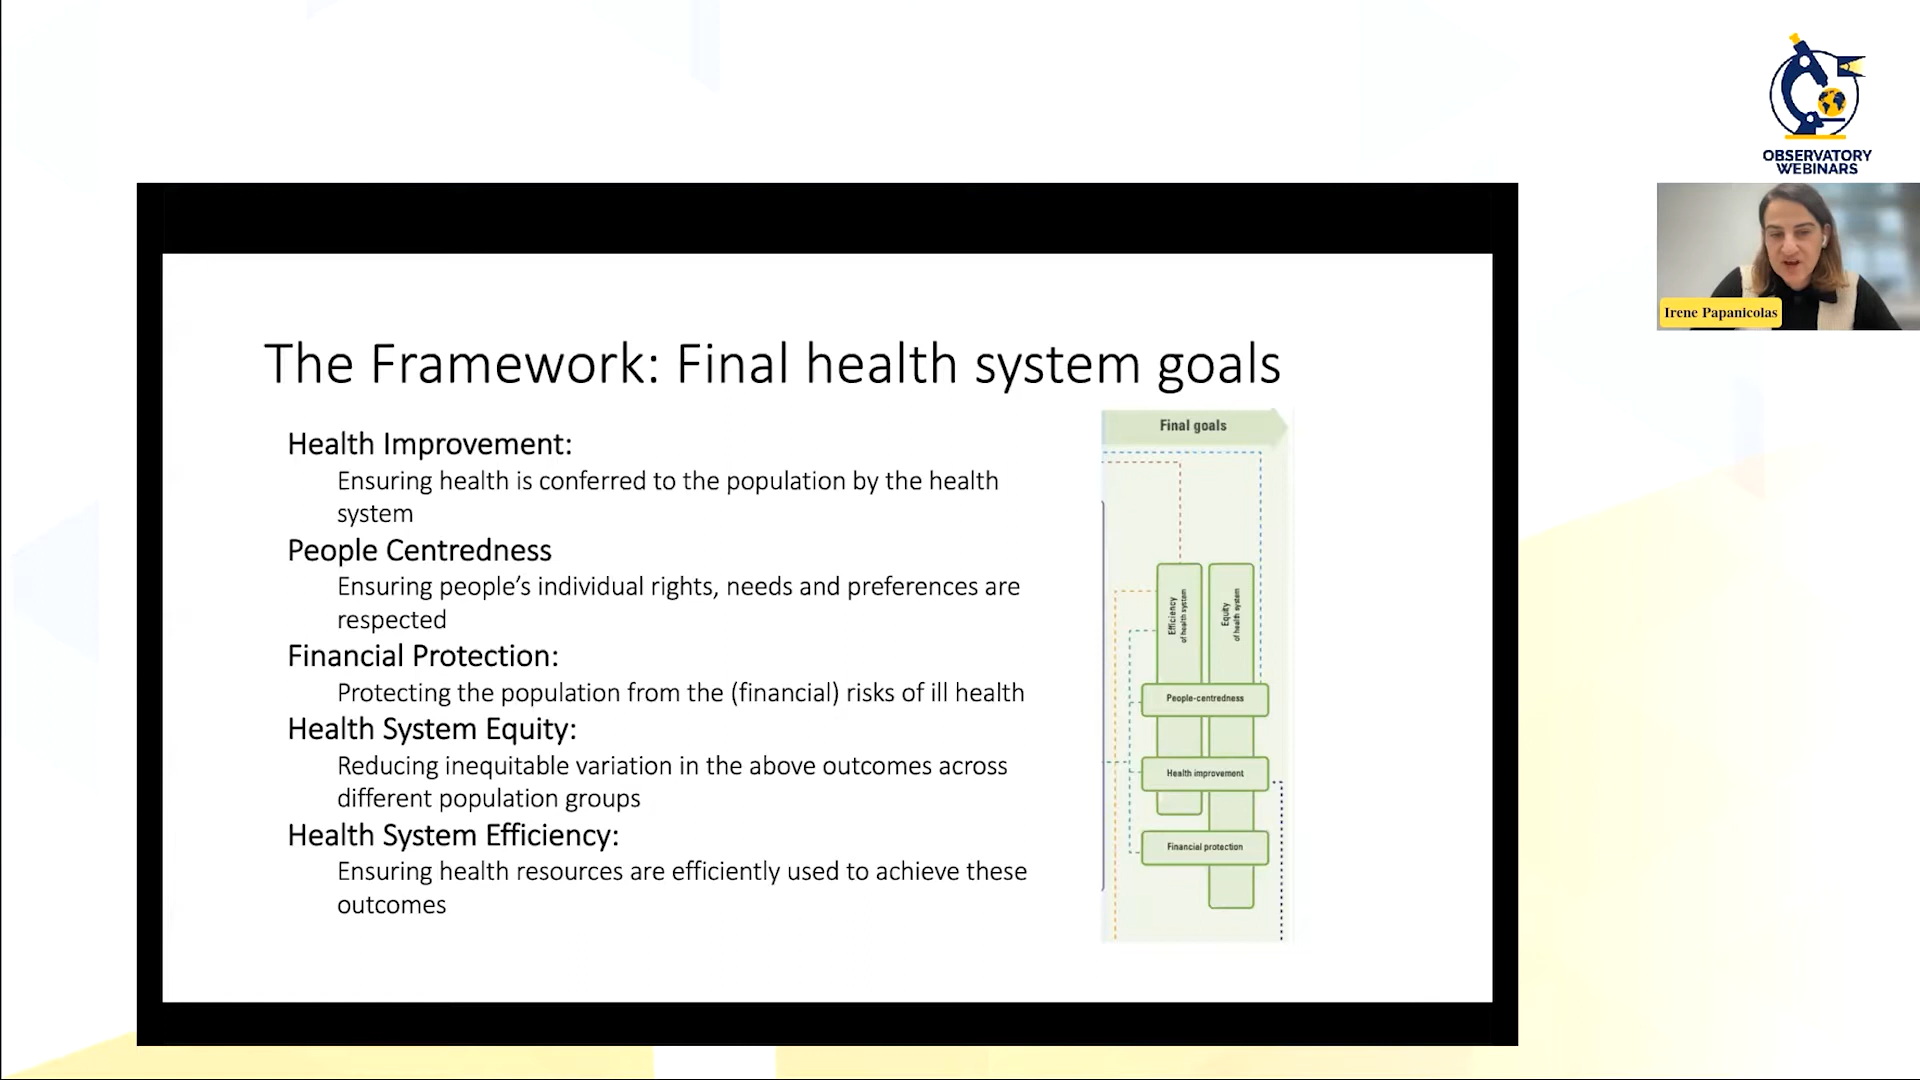 OBSERVATORY
WEBINARS
Irene Papanicolas
The Framework: Final health system goals
Health Improvement:
Ensuring health is conferred to the population by the health
system
People Centredness
Ensuring people’s individual rights, needs and preferences are
respected
Financial Protection:
Protecting the population from the (financial) risks of ill health
Health System Equity:
Reducing inequitable variation in the above outcomes across
different population groups
Health System Efficiency:
Ensuring health resources are efficiently used to achieve these
outcomes
Final goals
Efficiency
of health system
Equity
of health system
People-centredness
Health improvement
Financial protection